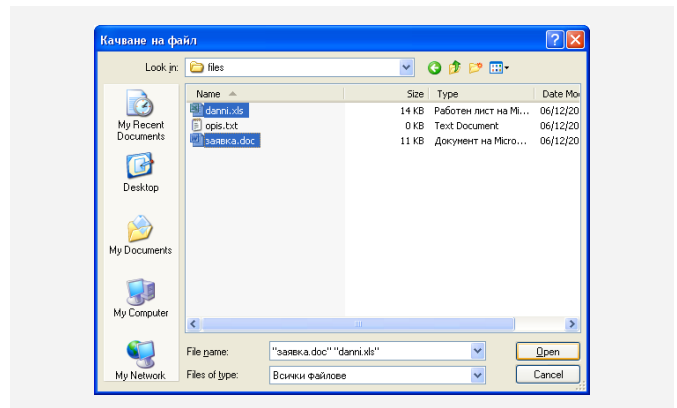 Качване на файл
Look in: files
Name Size Type Date Mo
danni.xls 14 KB Работен лист на Mi... 06/12/20
opis.txt 0 KB Text Document 06/12/20
заявка.doc 11 KB Документ на Micro... 06/12/20
My Recent
Documents
Desktop
My Documents
My Computer
My Network
File name: "заявка.doc" "danni.xls" Open
Files of type: Всички файлове Cancel